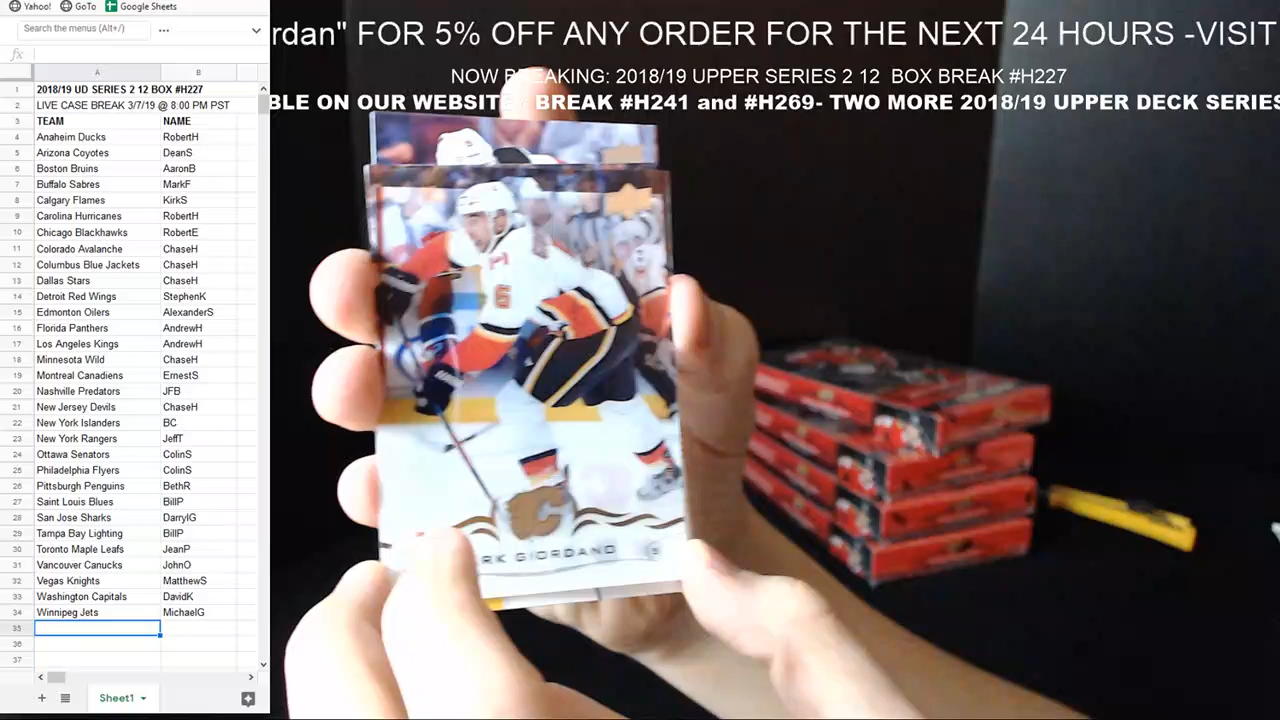 Yahoo! GoTo Google Sheets
Search the menus (Alt+/)
fx
A B
1 2018/19 UD SERIES 2 12 BOX #H227
2 LIVE CASE BREAK 3/7/19 @ 8:00 PM PST
3 TEAM NAME
4 Anaheim Ducks RobertH
5 Arizona Coyotes DeanS
6 Boston Bruins AaronB
7 Buffalo Sabres MarkF
8 Calgary Flames KirkS
9 Carolina Hurricanes RobertH
10 Chicago Blackhawks RobertE
11 Colorado Avalanche ChaseH
12 Columbus Blue Jackets ChaseH
13 Dallas Stars ChaseH
14 Detroit Red Wings StephenK
15 Edmonton Oilers AlexanderS
16 Florida Panthers AndrewH
17 Los Angeles Kings AndrewH
18 Minnesota Wild ChaseH
19 Montreal Canadiens ErnestS
20 Nashville Predators JFB
21 New Jersey Devils ChaseH
22 New York Islanders BC
23 New York Rangers JeffT
24 Ottawa Senators ColinS
25 Philadelphia Flyers ColinS
26 Pittsburgh Penguins BethR
27 Saint Louis Blues BillP
28 San Jose Sharks DarrylG
29 Tampa Bay Lighting BillP
30 Toronto Maple Leafs JeanP
31 Vancouver Canucks JohnO
32 Vegas Knights MatthewS
33 Washington Capitals DavidK
34 Winnipeg Jets MichaelG
35
36
37
Sheet1
rdan" FOR 5% OFF ANY ORDER FOR THE NEXT 24 HOURS -VISIT
NOW BREAKING: 2018/19 UPPER SERIES 2 12 BOX BREAK #H227
BLE ON OUR WEBSITE BREAK #H241 and #H269- TWO MORE 2018/19 UPPER DECK SERIES
RK GIORDANO